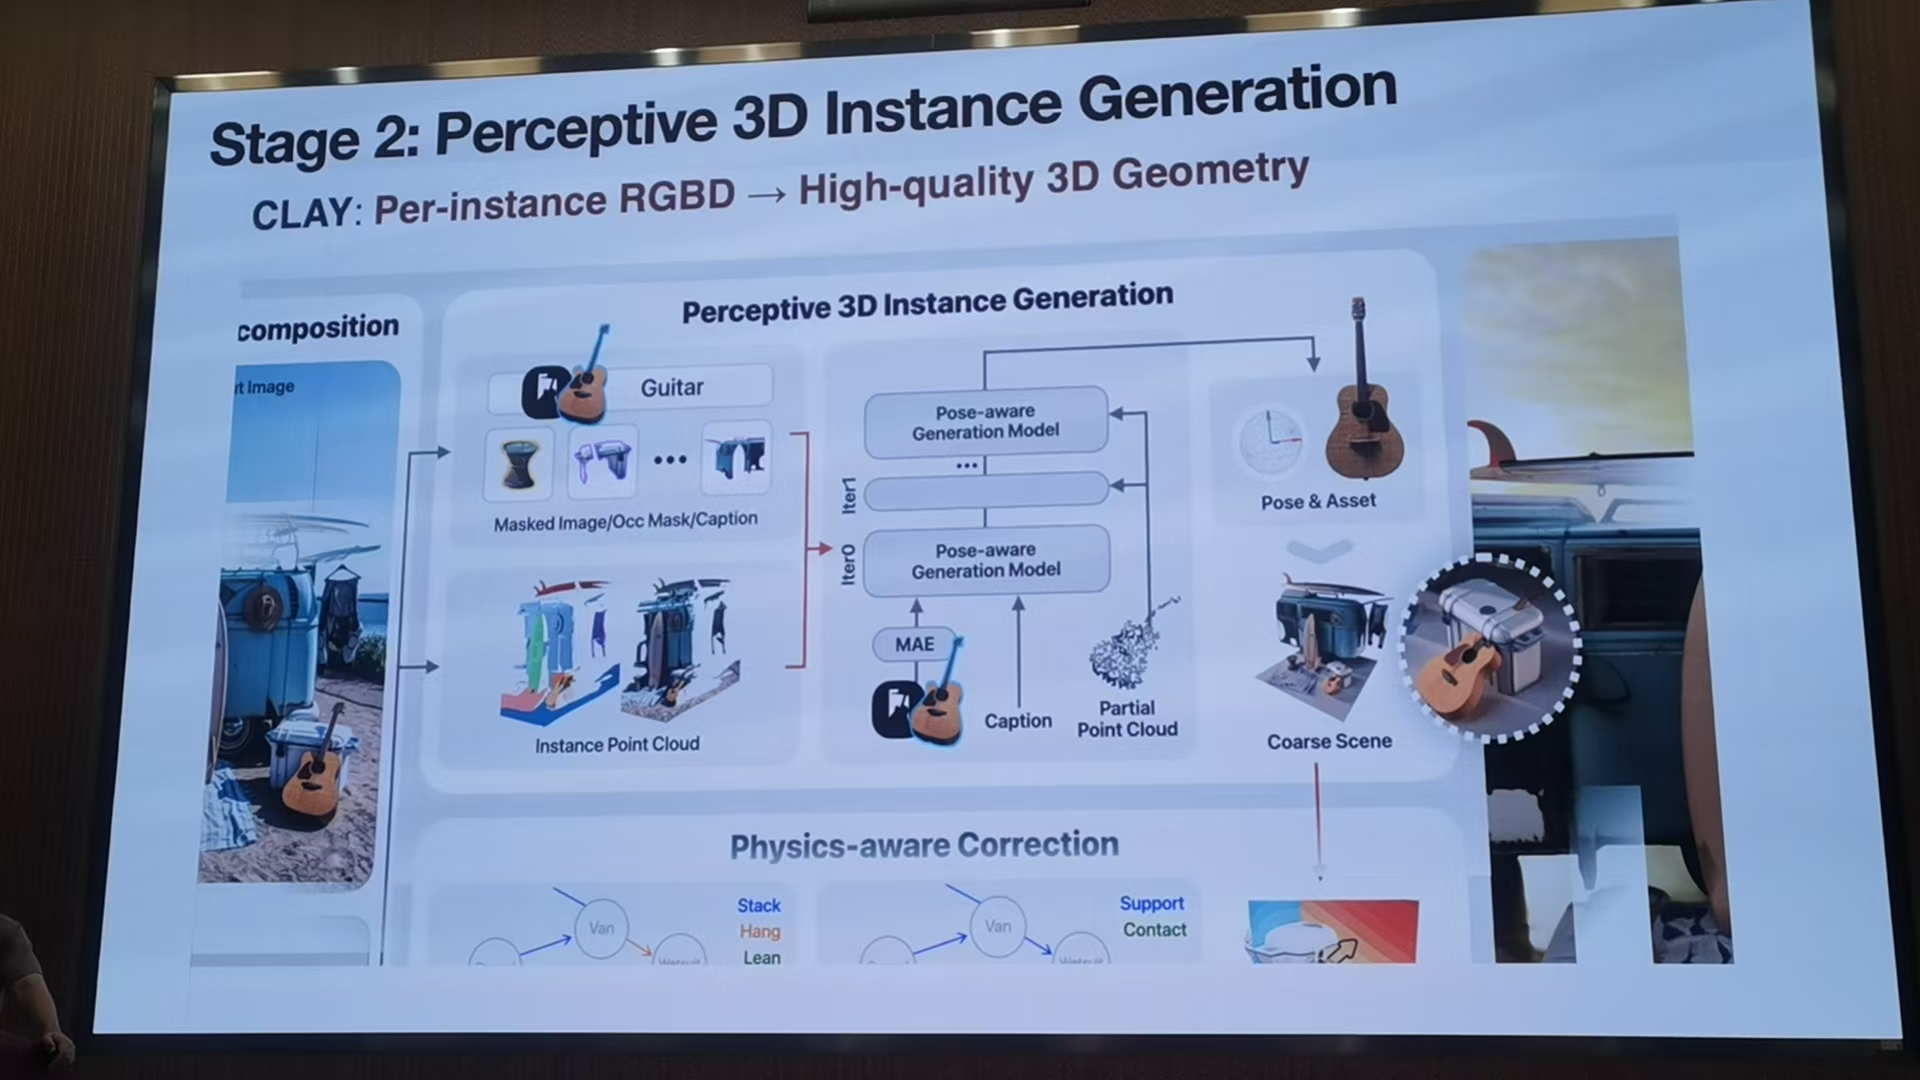 Stage 2: Perceptive 3D Instance Generation
CLAY: Per-instance RGBD → High-quality 3D Geometry
composition
t Image
Perceptive 3D Instance Generation
Guitar
Masked Image/Occ Mask/Caption
Instance Point Cloud
Pose-aware
Generation Model
...
Iter1
Iter0
Pose-aware
Generation Model
MAE
Caption
Partial
Point Cloud
Pose & Asset
Coarse Scene
Physics-aware Correction
Van
Stack
Hang
Lean
Van
Support
Contact